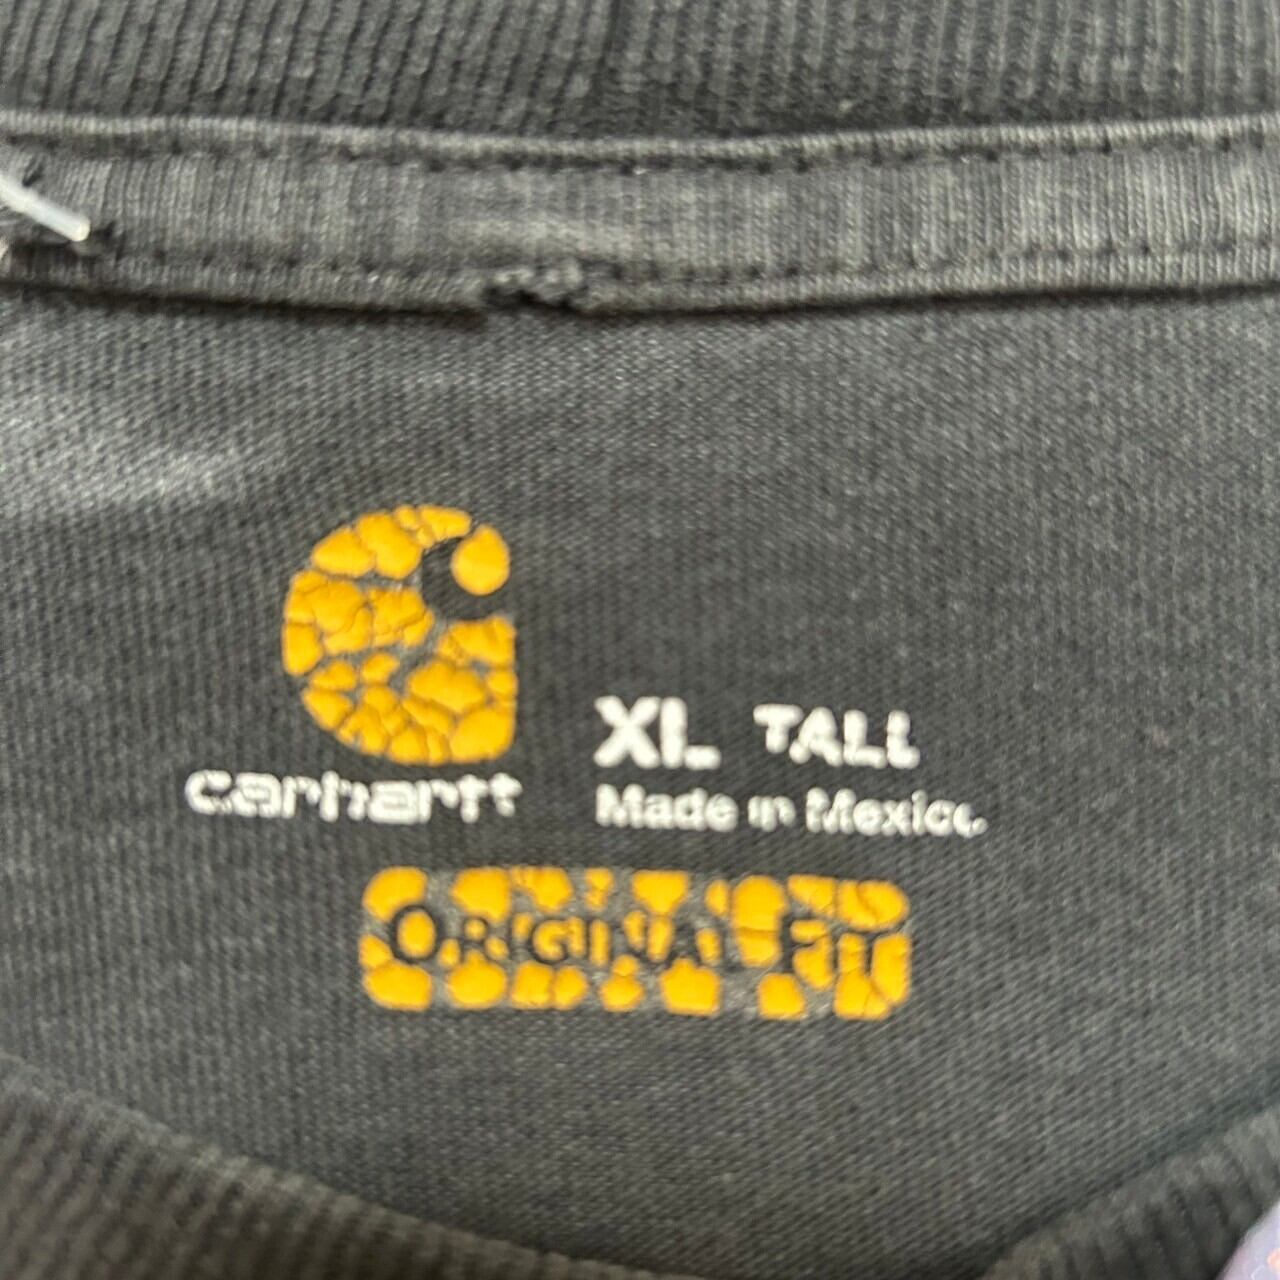 carhartt
XL TALL
Made in Mexico
ORIGINAL FIT